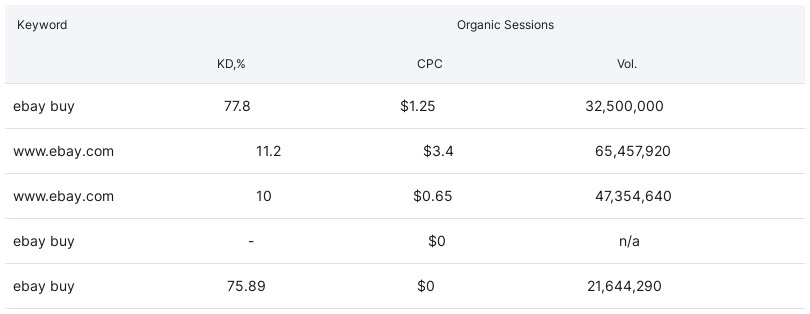 Keyword Organic Sessions
KD,% CPC Vol.
ebay buy 77.8 $1.25 32,500,000
www.ebay.com 11.2 $3.4 65,457,920
www.ebay.com 10 $0.65 47,354,640
ebay buy - $0 n/a
ebay buy 75.89 $0 21,644,290